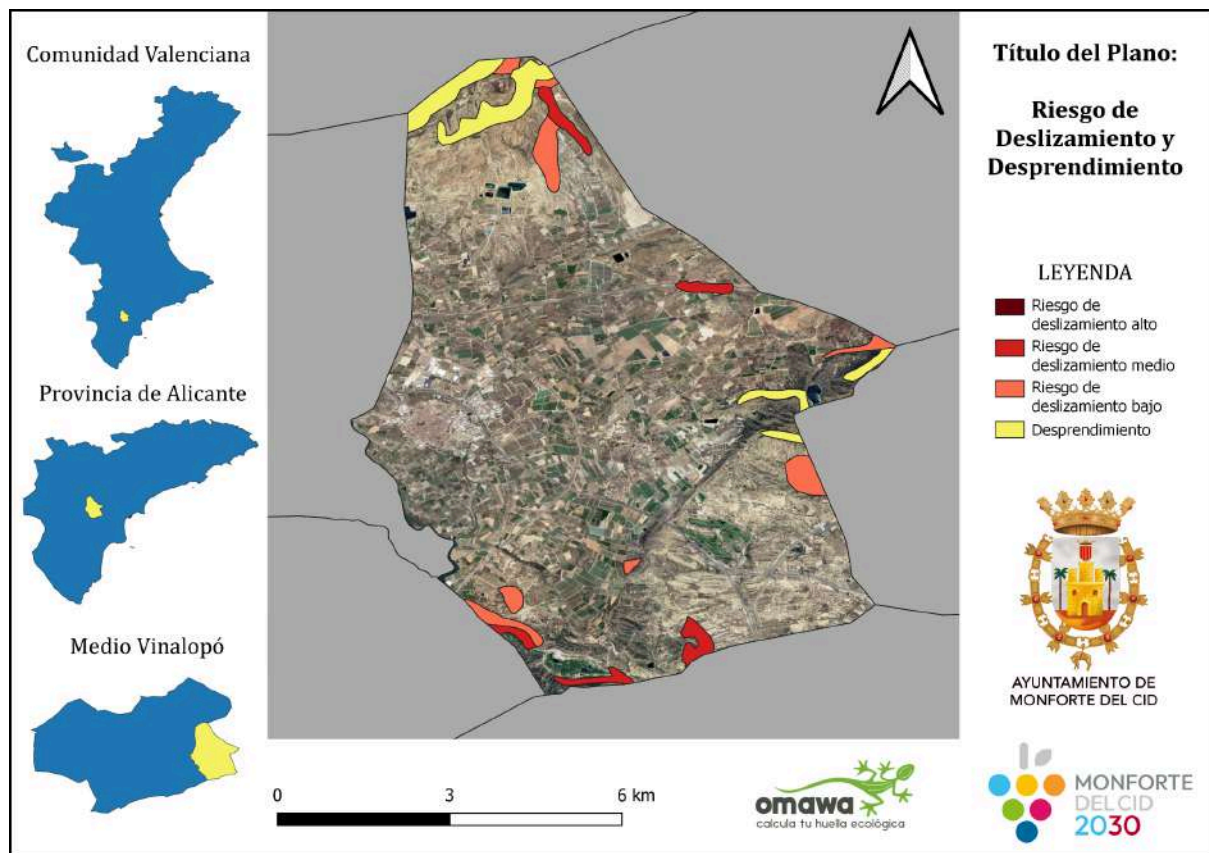 Comunidad Valenciana
Provincia de Alicante
Medio Vinalopó
0 3 6 km
omawa
calcula tu huella ecológica
Título del Plano:
Riesgo de
Deslizamiento y
Desprendimiento
LEYENDA
Riesgo de
deslizamiento alto
Riesgo de
deslizamiento medio
Riesgo de
deslizamiento bajo
Desprendimiento
AYUNTAMIENTO DE
MONFORTE DEL CID
MONFORTE
DEL CID
2030